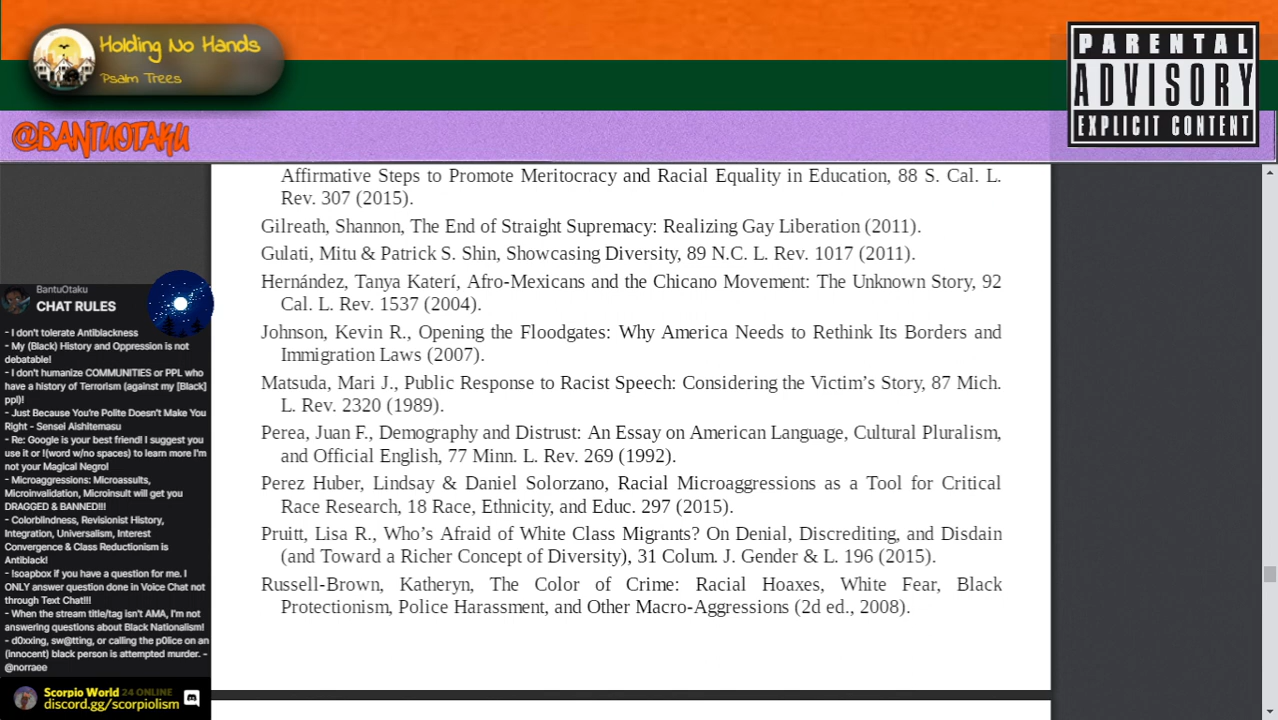 Holding No Hands
Psalm Trees
PARENTAL
ADVISORY
EXPLICIT CONTENT
@BANTUOTAKU
Affirmative Steps to Promote Meritocracy and Racial Equality in Education, 88 S. Cal. L.
Rev. 307 (2015).
Gilreath, Shannon, The End of Straight Supremacy: Realizing Gay Liberation (2011).
Gulati, Mitu & Patrick S. Shin, Showcasing Diversity, 89 N.C. L. Rev. 1017 (2011).
Hernández, Tanya Katerí, Afro-Mexicans and the Chicano Movement: The Unknown Story, 92
Cal. L. Rev. 1537 (2004).
Johnson, Kevin R., Opening the Floodgates: Why America Needs to Rethink Its Borders and
Immigration Laws (2007).
Matsuda, Mari J., Public Response to Racist Speech: Considering the Victim’s Story, 87 Mich.
L. Rev. 2320 (1989).
Perea, Juan F., Demography and Distrust: An Essay on American Language, Cultural Pluralism,
and Official English, 77 Minn. L. Rev. 269 (1992).
Perez Huber, Lindsay & Daniel Solorzano, Racial Microaggressions as a Tool for Critical
Race Research, 18 Race, Ethnicity, and Educ. 297 (2015).
Pruitt, Lisa R., Who’s Afraid of White Class Migrants? On Denial, Discrediting, and Disdain
(and Toward a Richer Concept of Diversity), 31 Colum. J. Gender & L. 196 (2015).
Russell-Brown, Katheryn, The Color of Crime: Racial Hoaxes, White Fear, Black
Protectionism, Police Harassment, and Other Macro-Aggressions (2d ed., 2008).
BantuOtaku
CHAT RULES
- I don't tolerate Antiblackness
- My (Black) History and Oppression is not
debatable!
- I don't humanize COMMUNITIES or PPL who
have a history of Terrorism (against my [Black]
ppl)!
- Just Because You're Polite Doesn't Make You
Right - Sensei Aishitemasu
- Re: Google is your best friend! I suggest you
use it or !(word w/no spaces) to learn more I'm
not your Magical Negro!
- Microaggressions: Microassults,
Microinvalidation, Microinsult will get you
DRAGGED & BANNED!!!
- Colorblindness, Revisionist History,
Integration, Universalism, Interest
Convergence & Class Reductionism is
Antiblack!
- !soapbox if you have a question for me. I
ONLY answer question done in Voice Chat not
through Text Chat!!!
- When the stream title/tag isn't AMA, I'm not
answering questions about Black Nationalism!
- d0xxing, sw@tting, or calling the p0lice on an
(innocent) black person is attempted murder. -
@norraee
Scorpio World 24 ONLINE
discord.gg/scorpiolism